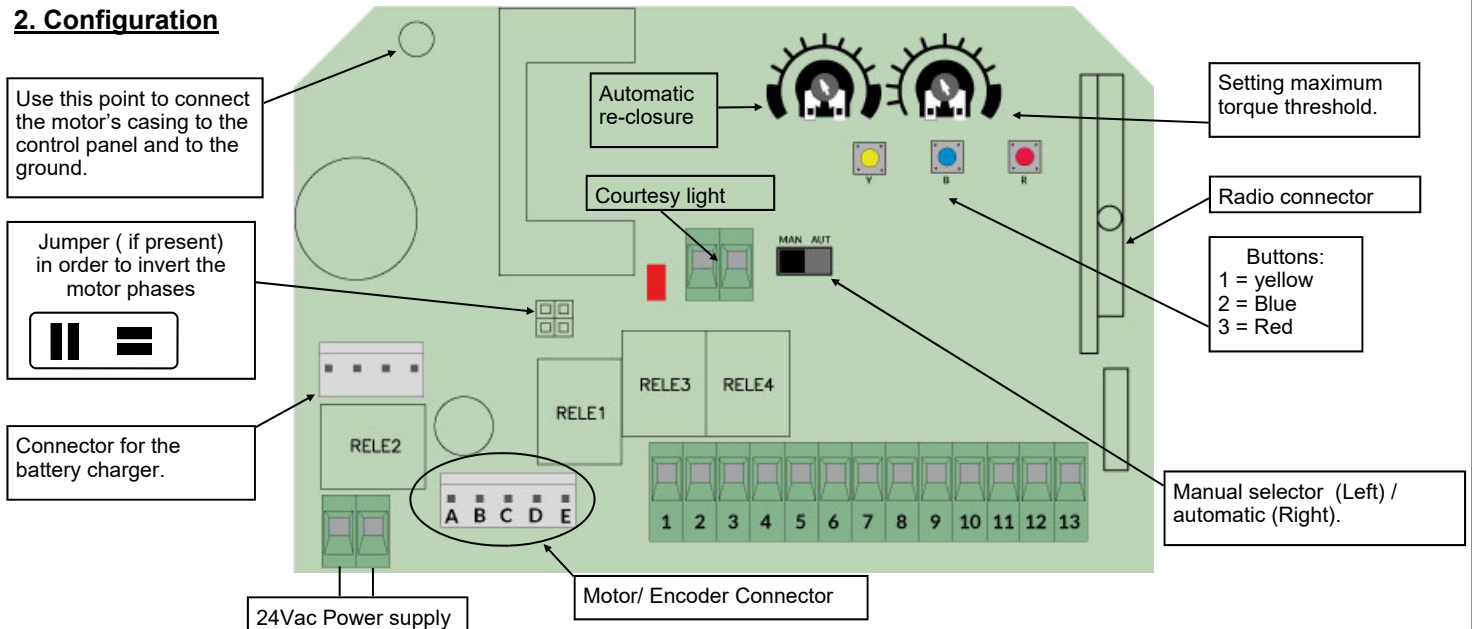 2. Configuration
Use this point to connect
the motor's casing to the
control panel and to the
ground.
Automatic
re-closure
Setting maximum
torque threshold.
Y
B
R
Courtesy light
Radio connector
MAN AUT
Jumper ( if present)
in order to invert the
motor phases
Buttons:
1 = yellow
2 = Blue
3 = Red
RELE3
RELE4
RELE1
Connector for the
battery charger.
RELE2
Manual selector (Left) /
automatic (Right).
A B C D E
1 2 3 4 5 6 7 8 9 10 11 12 13
Motor/ Encoder Connector
24Vac Power supply